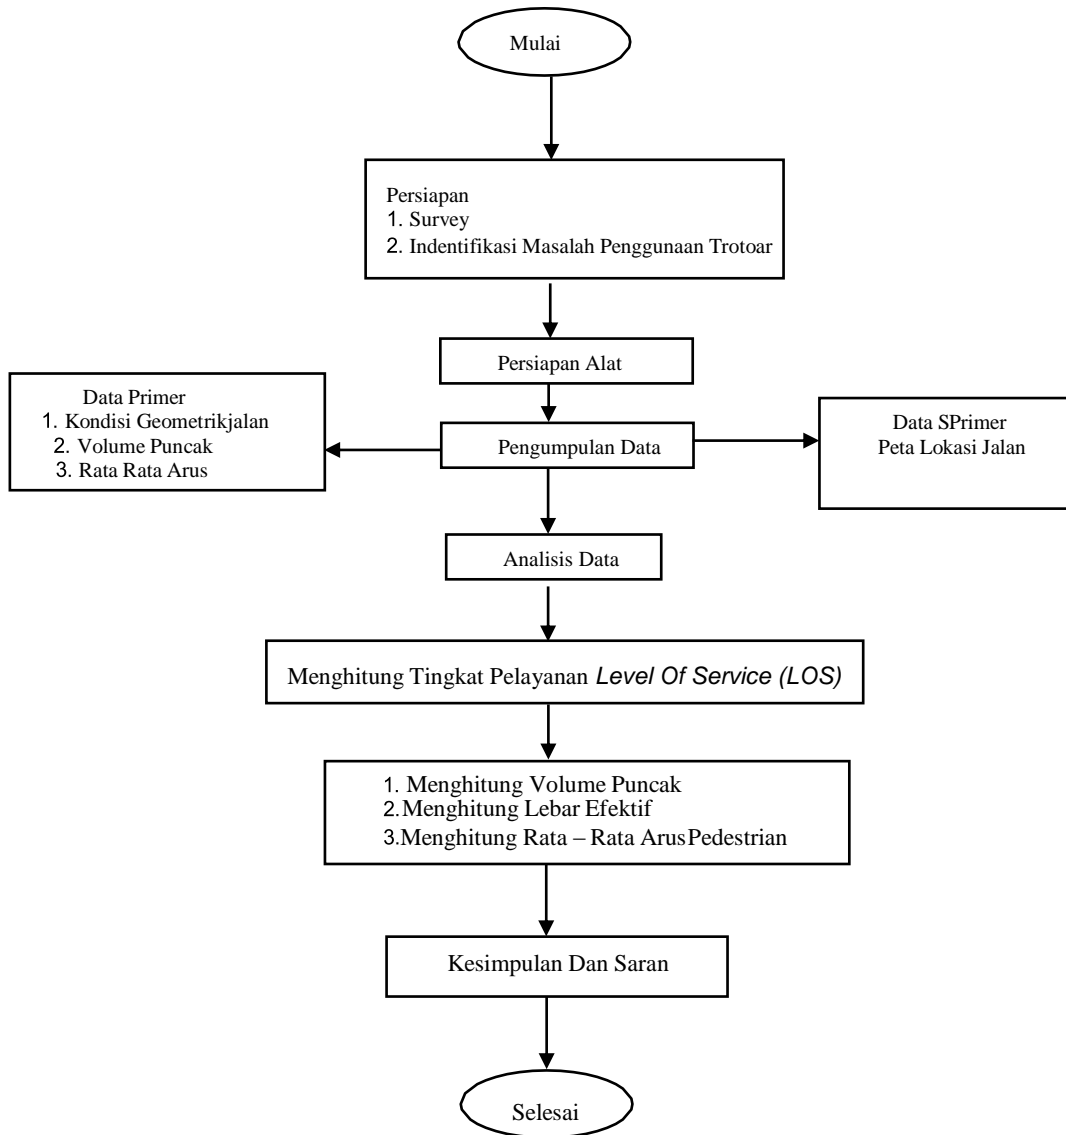 Mulai
Persiapan
1. Survey
2. Indentifikasi Masalah Penggunaan Trotoar
Persiapan Alat
Data Primer
1. Kondisi Geometrikjalan
2. Volume Puncak
3. Rata Rata Arus
Pengumpulan Data
Data SPrimer
Peta Lokasi Jalan
Analisis Data
Menghitung Tingkat Pelayanan Level Of Service (LOS)
1. Menghitung Volume Puncak
2.Menghitung Lebar Efektif
3.Menghitung Rata – Rata ArusPedestrian
Kesimpulan Dan Saran
Selesai